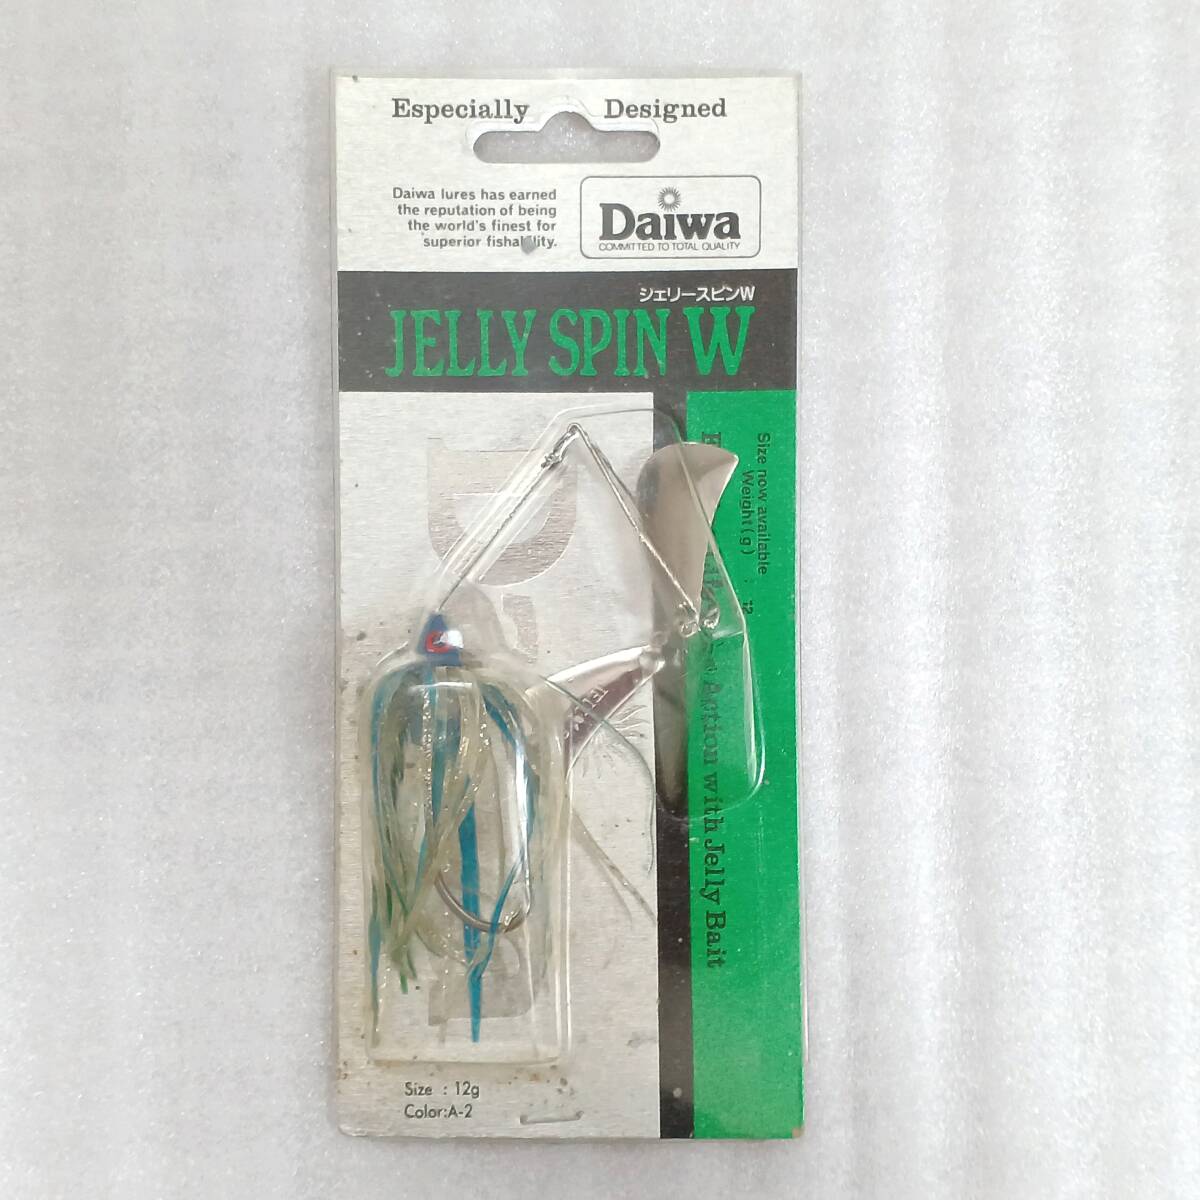 Especially Designed
Daiwa lures has earned
the reputation of being
the world's finest for
superior fishability.
Daiwa
COMMITTED TO TOTAL QUALITY
ジェリースピンW
JELLY SPIN W
Size now available
Weight(g) : 12
Action with Jelly Bait
Size : 12g
Color:A-2